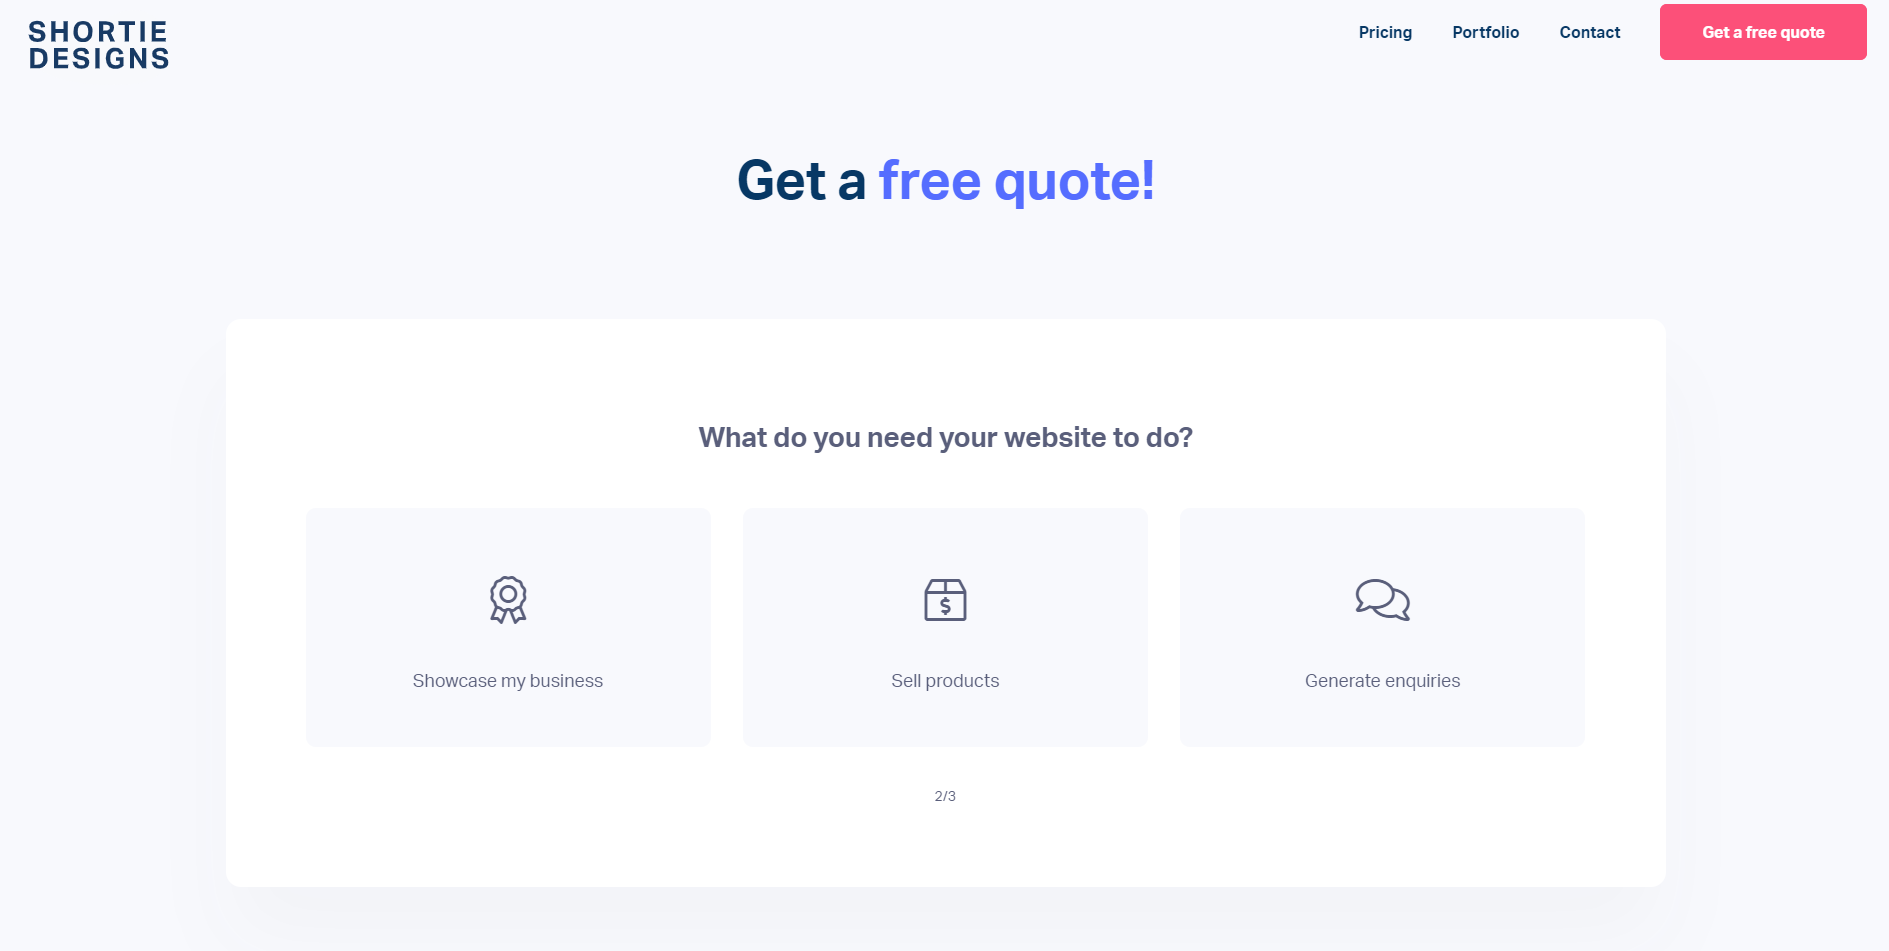 SHORTIE
DESIGNS
Pricing Portfolio Contact Get a free quote
Get a free quote!
What do you need your website to do?
Showcase my business Sell products Generate enquiries
2/3